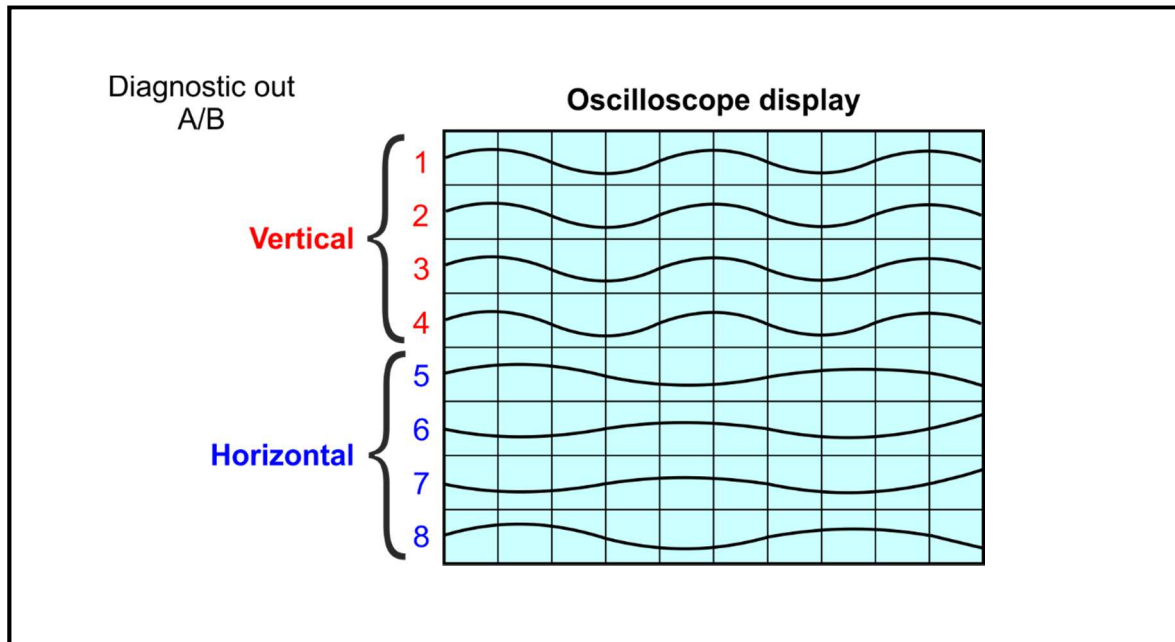 Diagnostic out
A/B
Oscilloscope display
Vertical
1
2
3
4
Horizontal
5
6
7
8